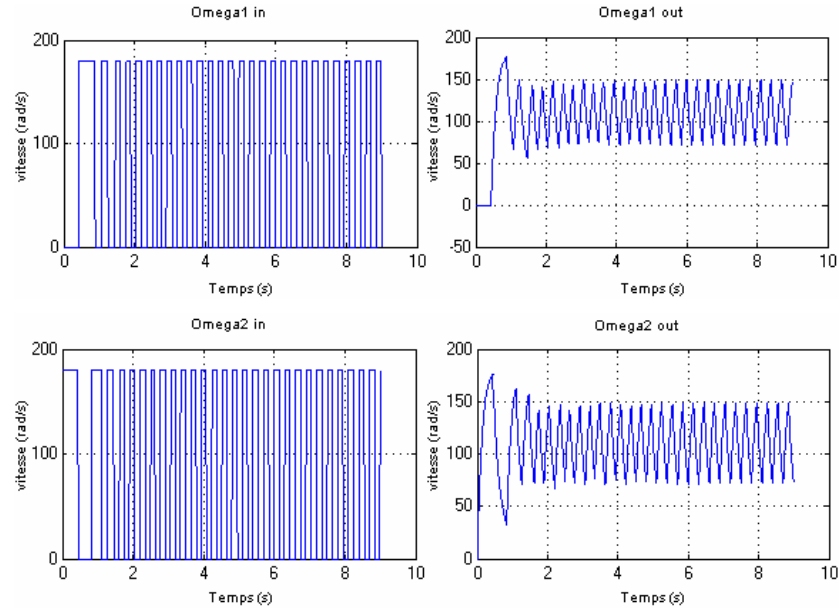 Omega1 in
200
100
0
0 2 4 6 8 10
vitesse (rad/s)
Temps (s)
Omega1 out
200
150
100
50
0
-50
0 2 4 6 8 10
vitesse (rad/s)
Temps (s)
Omega2 in
200
100
0
0 2 4 6 8 10
vitesse (rad/s)
Temps (s)
Omega2 out
200
150
100
50
0
0 2 4 6 8 10
vitesse (rad/s)
Temps (s)